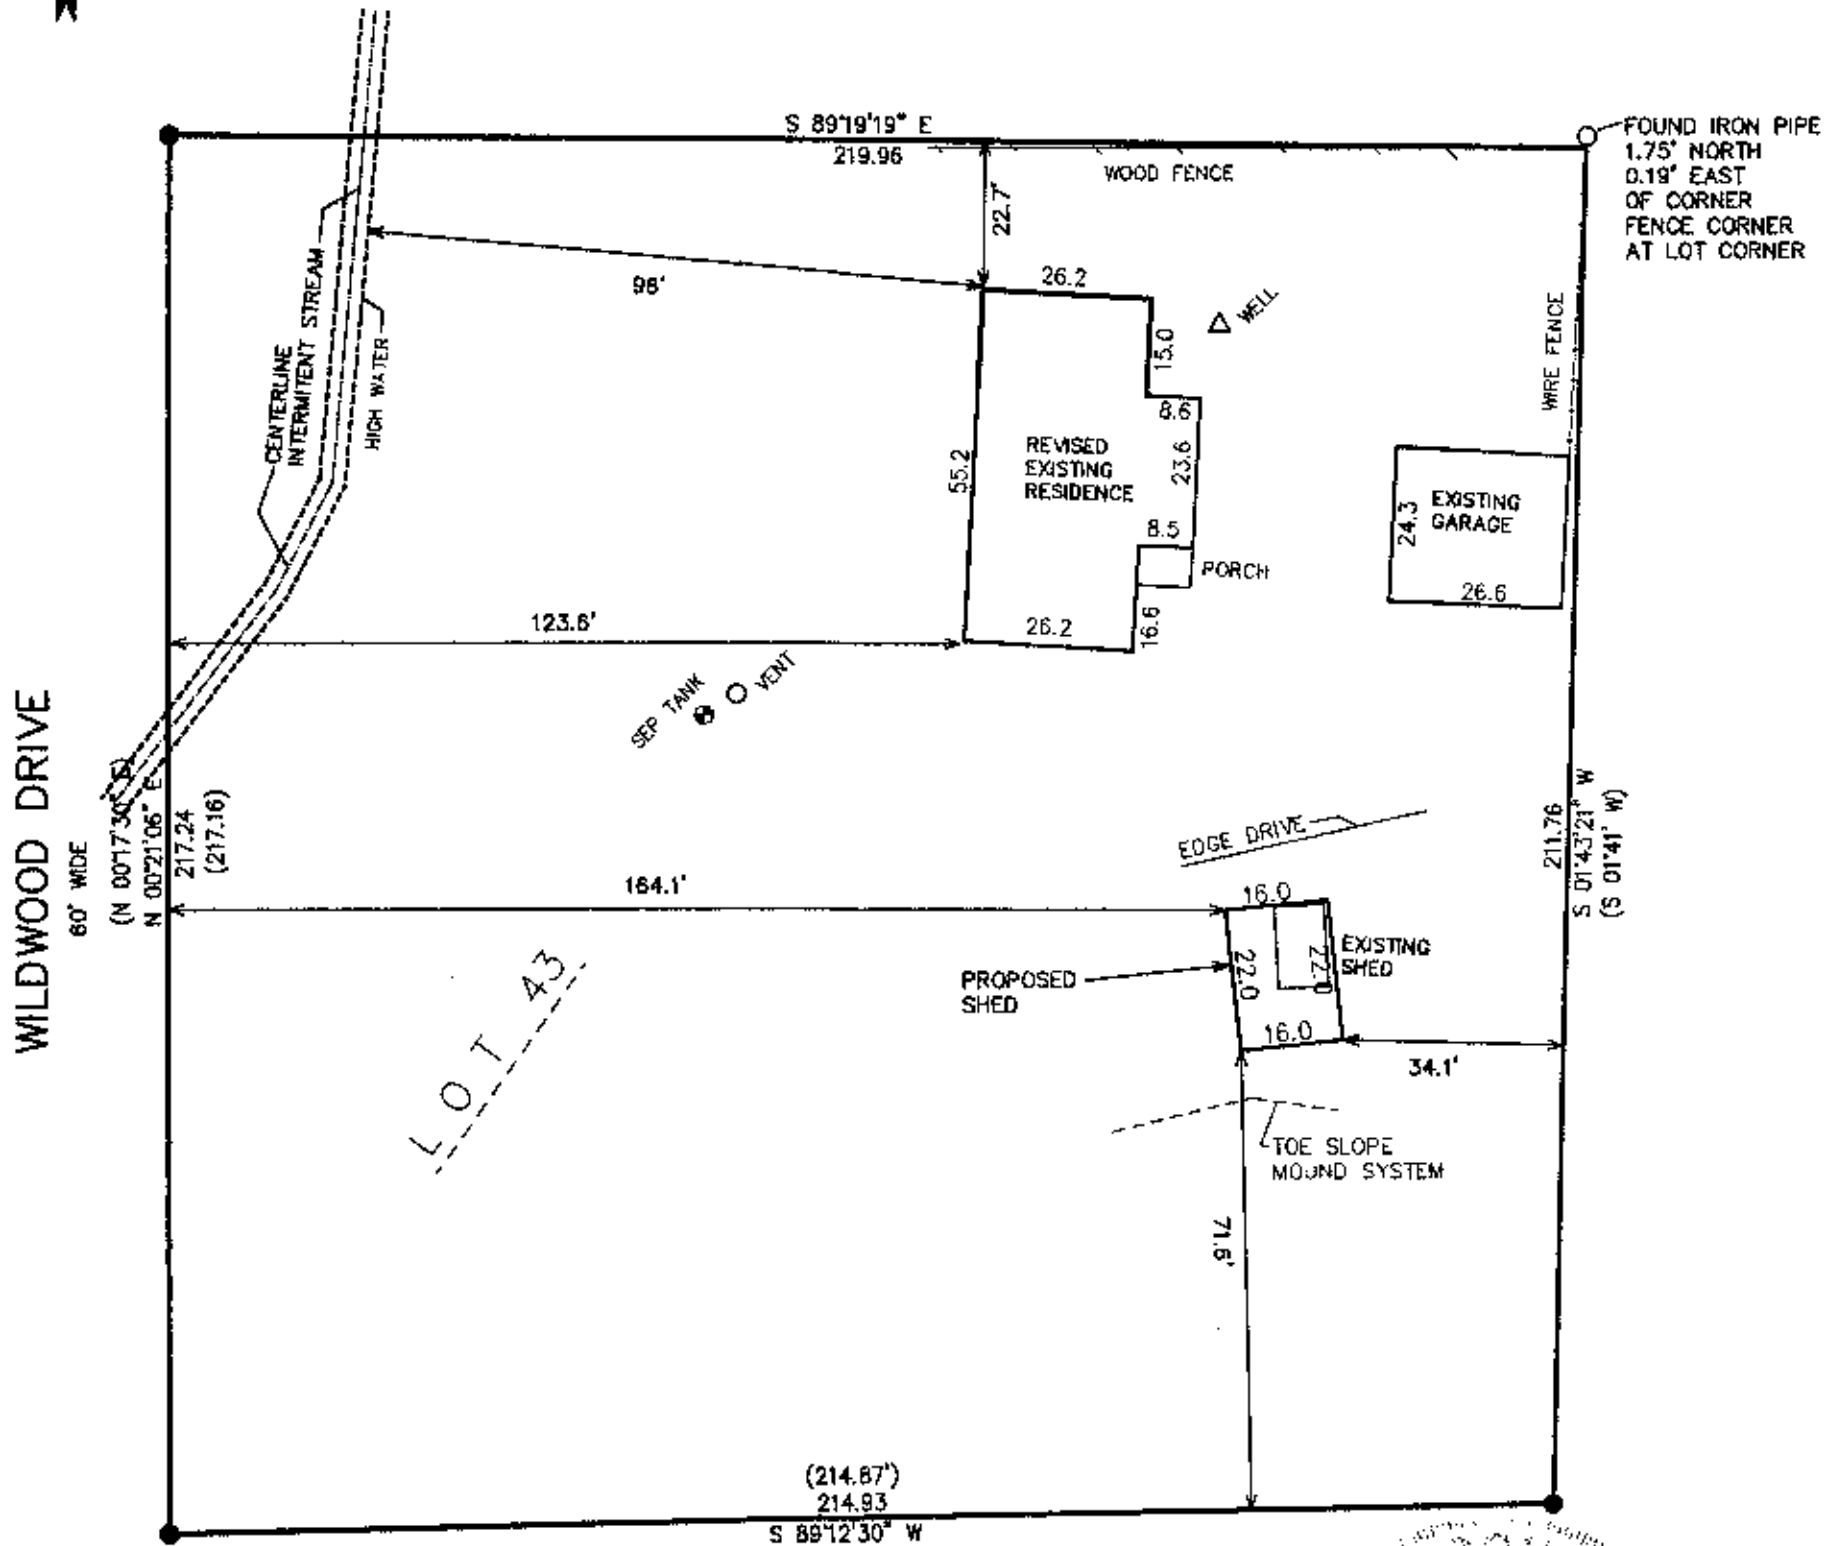 S 89°19'19" E
219.96
FOUND IRON PIPE
1.75' NORTH
0.19' EAST
OF CORNER
FENCE CORNER
AT LOT CORNER
WOOD FENCE
22.7'
98'
26.2
WELL
15.0
8.6
CENTERLINE
INTERMITENT STREAM
HIGH WATER
WIRE FENCE
REVISED
EXISTING
RESIDENCE
55.2
23.6
8.5
PORCH
16.6
26.2
EXISTING
GARAGE
24.3
26.6
123.6'
SEP TANK
VENT
WILDWOOD DRIVE
60' WIDE
(N 00°17'30" E)
N 00°21'06" E
217.24
(217.16)
EDGE DRIVE
211.76
S 01°43'21" W
(S 01°41' W)
164.1'
16.0
PROPOSED
SHED
22.0
22.0
EXISTING
SHED
16.0
34.1'
LOT 43
TOE SLOPE
MOUND SYSTEM
71.6'
(214.87')
214.93
S 89°12'30" W